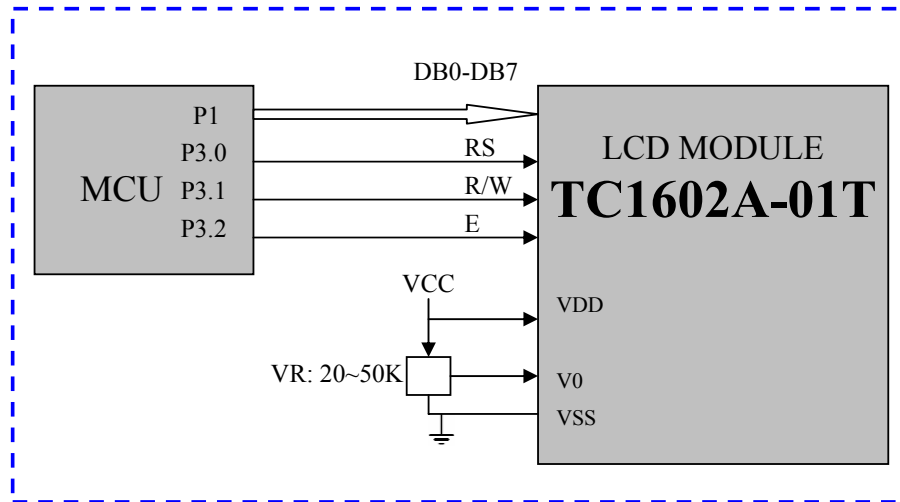 DB0-DB7
MCU
P1
P3.0
P3.1
P3.2
RS
R/W
E
LCD MODULE
TC1602A-01T
VCC
VDD
VR: 20~50K
V0
VSS